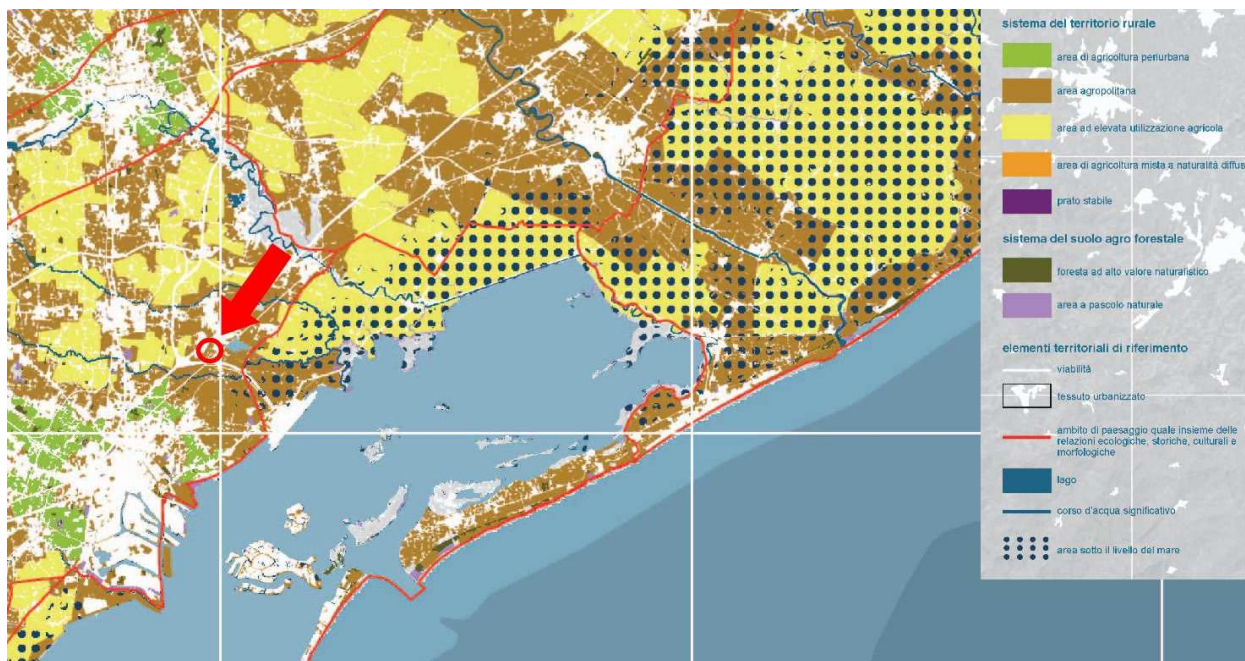 sistema del territorio rurale
area di agricoltura periurbana
area agropolitana
area ad elevata utilizzazione agricola
area di agricoltura mista a naturalità diffus
prato stabile
sistema del suolo agro forestale
foresta ad alto valore naturalistico
area a pascolo naturale
elementi territoriali di riferimento
viabilità
tessuto urbanizzato
ambito di paesaggio quale insieme delle
relazioni ecologiche, storiche, culturali e
morfologiche
lago
corso d'acqua significativo
area sotto il livello del mare